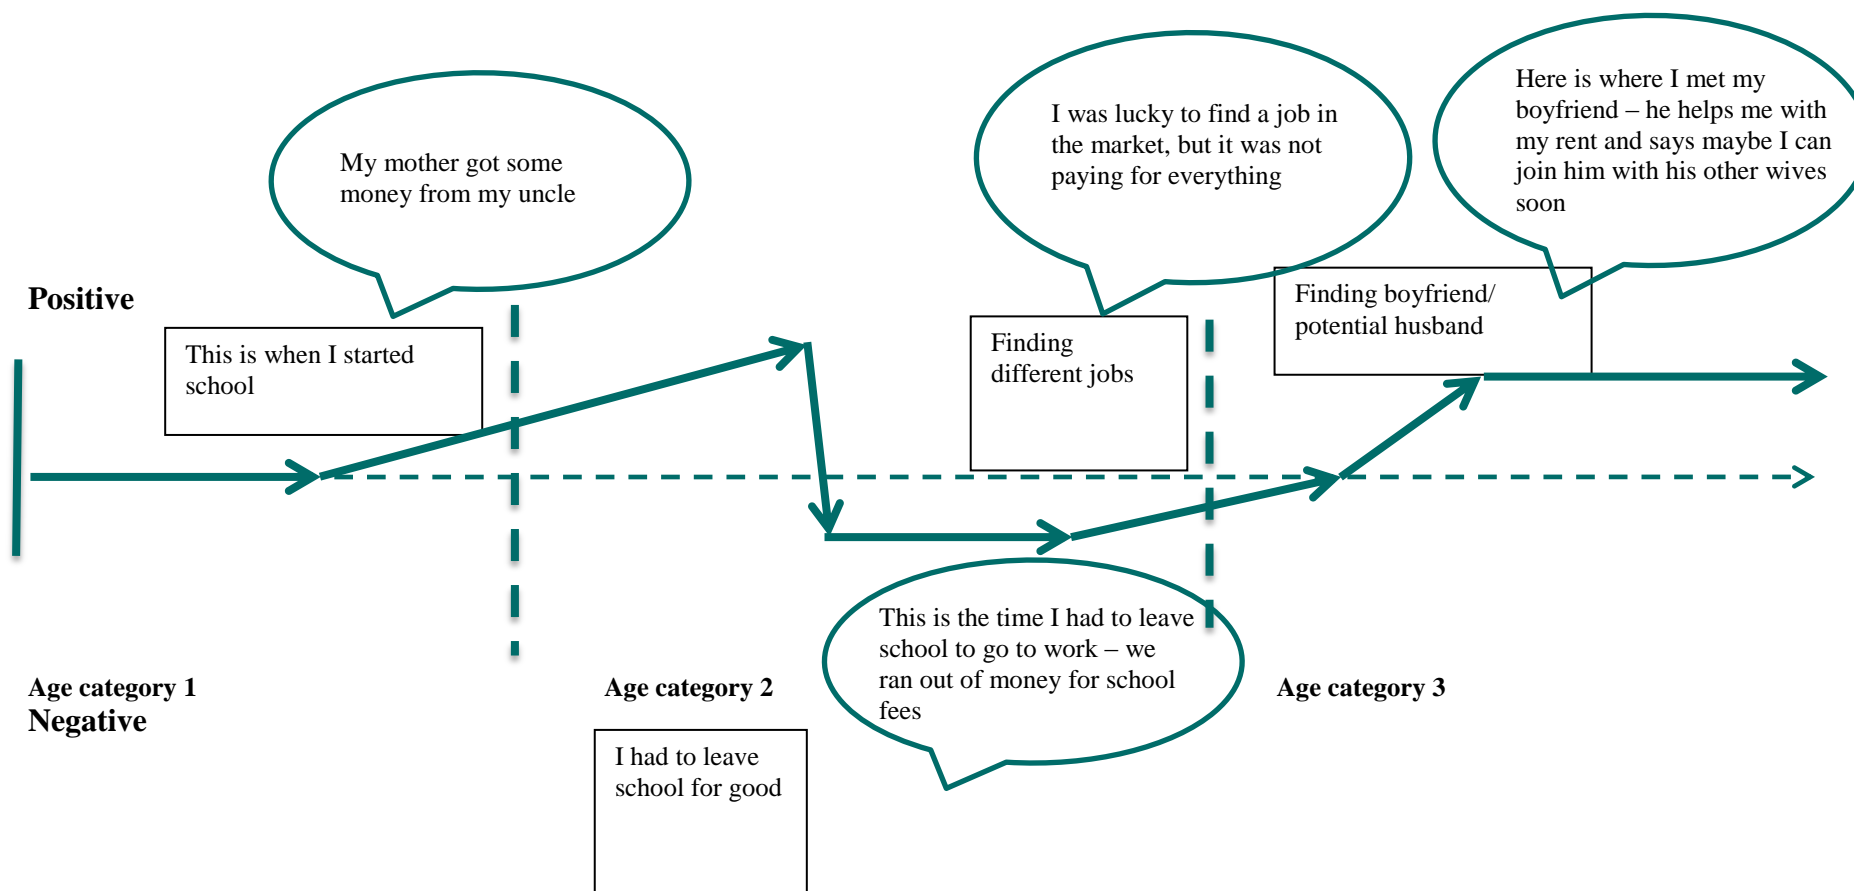 My mother got some
money from my uncle
I was lucky to find a job in
the market, but it was not
paying for everything
Here is where I met my
boyfriend – he helps me with
my rent and says maybe I can
join him with his other wives
soon
Positive
This is when I started
school
Finding
different jobs
Finding boyfriend/
potential husband
This is the time I had to leave
school to go to work – we
ran out of money for school
fees
Age category 1
Age category 2
Age category 3
Negative
I had to leave
school for good